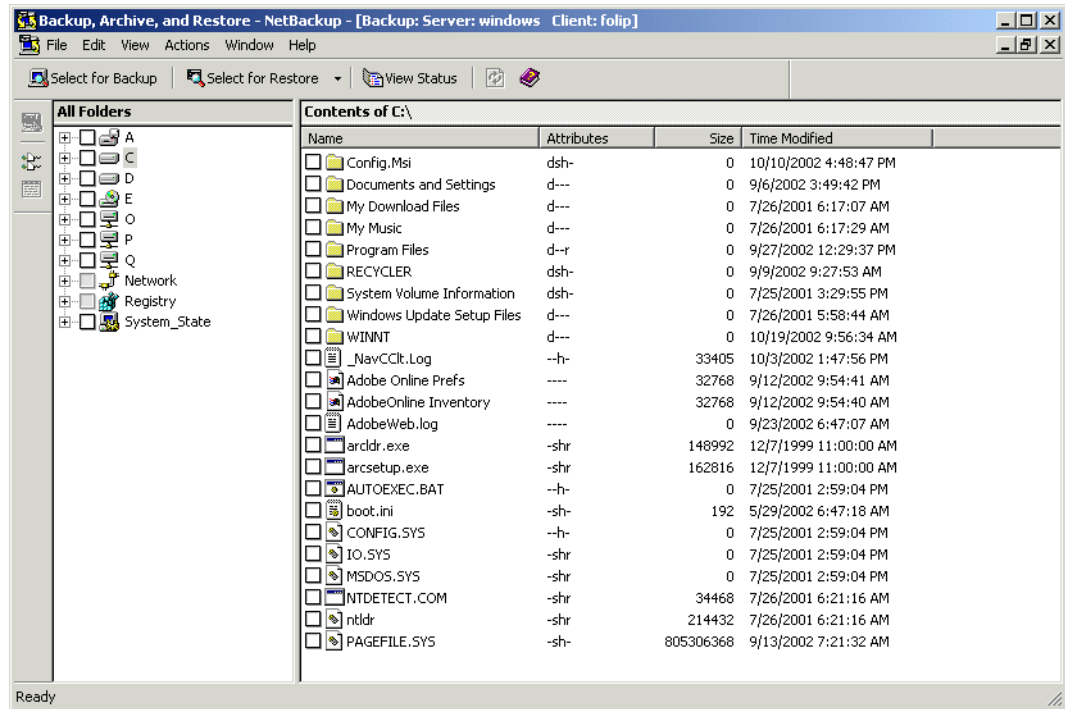 Backup, Archive, and Restore - NetBackup - [Backup: Server: windows   Client: folip]
File Edit View Actions Window Help
Select for Backup Select for Restore View Status
All Folders
A
C
D
E
O
P
Q
Network
Registry
System_State
Contents of C:\
Name Attributes Size Time Modified
Config.Msi dsh- 0 10/10/2002 4:48:47 PM
Documents and Settings d--- 0 9/6/2002 3:49:42 PM
My Download Files d--- 0 7/26/2001 6:17:07 AM
My Music d--- 0 7/26/2001 6:17:29 AM
Program Files d--r 0 9/27/2002 12:29:37 PM
RECYCLER dsh- 0 9/9/2002 9:27:53 AM
System Volume Information dsh- 0 7/25/2001 3:29:55 PM
Windows Update Setup Files d--- 0 7/26/2001 5:58:44 AM
WINNT d--- 0 10/19/2002 9:56:34 AM
_NavCClt.Log --h- 33405 10/3/2002 1:47:56 PM
Adobe Online Prefs ---- 32768 9/12/2002 9:54:41 AM
AdobeOnline Inventory ---- 32768 9/12/2002 9:54:40 AM
AdobeWeb.log ---- 0 9/23/2002 6:47:07 AM
arcldr.exe -shr 148992 12/7/1999 11:00:00 AM
arcsetup.exe -shr 162816 12/7/1999 11:00:00 AM
AUTOEXEC.BAT --h- 0 7/25/2001 2:59:04 PM
boot.ini -sh- 192 5/29/2002 6:47:18 AM
CONFIG.SYS --h- 0 7/25/2001 2:59:04 PM
IO.SYS -shr 0 7/25/2001 2:59:04 PM
MSDOS.SYS -shr 0 7/25/2001 2:59:04 PM
NTDETECT.COM -shr 34468 7/26/2001 6:21:16 AM
ntldr -shr 214432 7/26/2001 6:21:16 AM
PAGEFILE.SYS -sh- 805306368 9/13/2002 7:21:32 AM
Ready